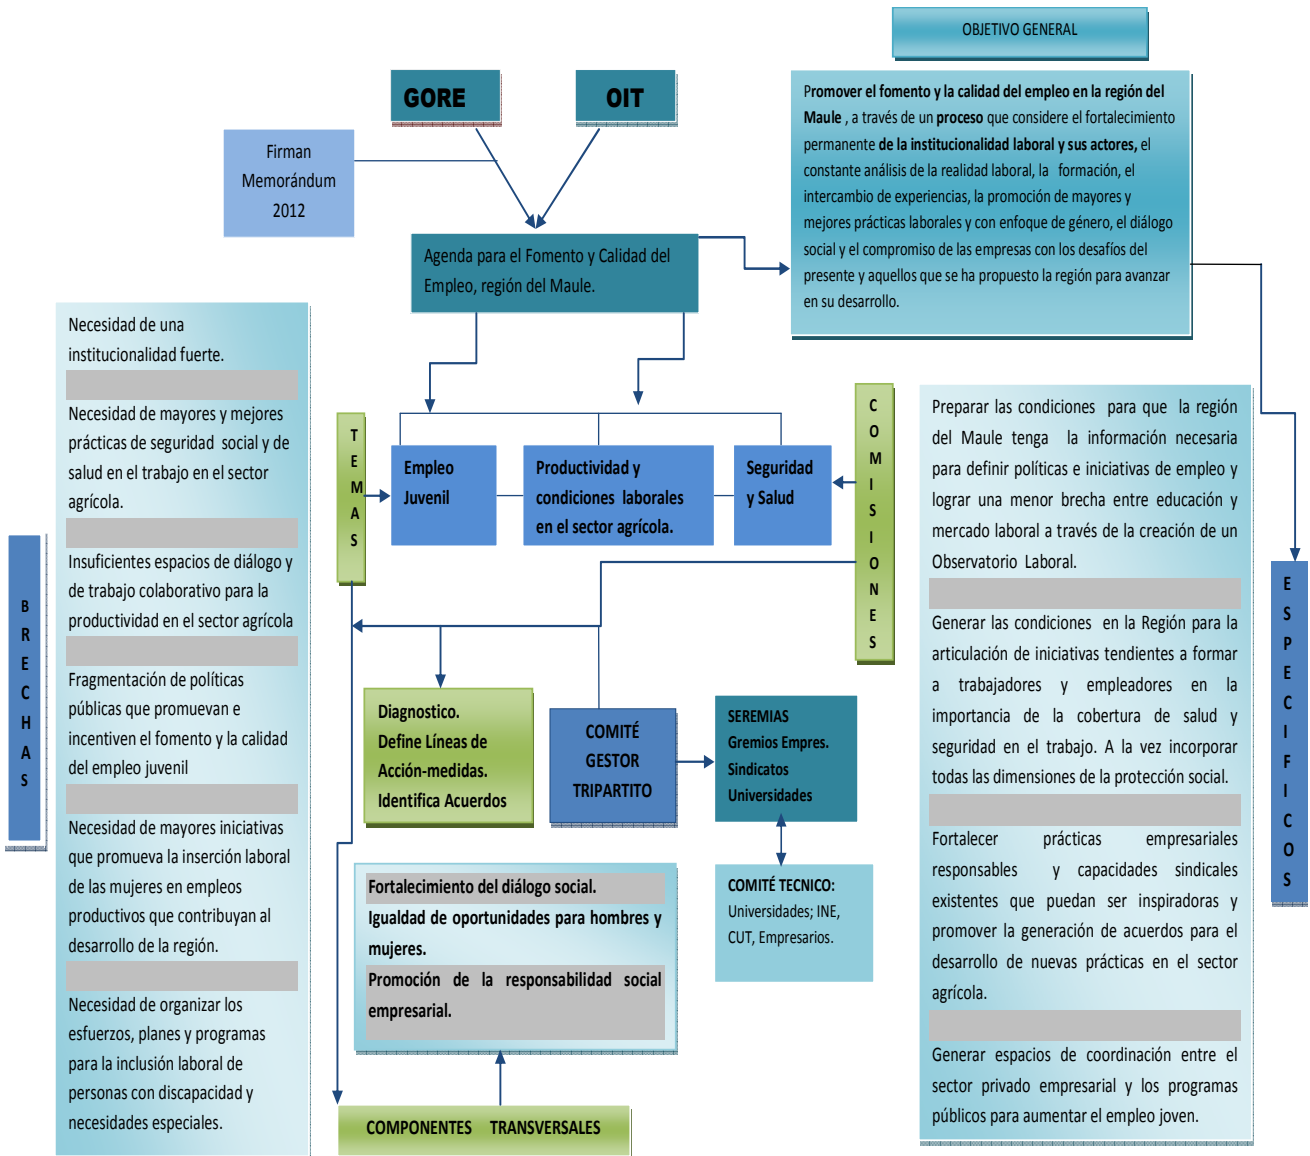 OBJETIVO GENERAL
GORE
OIT
Promover el fomento y la calidad del empleo en la región del
Maule , a través de un proceso que considere el fortalecimiento
permanente de la institucionalidad laboral y sus actores, el
constante análisis de la realidad laboral, la formación, el
intercambio de experiencias, la promoción de mayores y
mejores prácticas laborales y con enfoque de género, el diálogo
social y el compromiso de las empresas con los desafíos del
presente y aquellos que se ha propuesto la región para avanzar
en su desarrollo.
Firman
Memorándum
2012
Agenda para el Fomento y Calidad del
Empleo, región del Maule.
BRECHAS
Necesidad de una
institucionalidad fuerte.
Necesidad de mayores y mejores
prácticas de seguridad social y de
salud en el trabajo en el sector
agrícola.
Insuficientes espacios de diálogo y
de trabajo colaborativo para la
productividad en el sector agrícola
Fragmentación de políticas
públicas que promuevan e
incentiven el fomento y la calidad
del empleo juvenil
Necesidad de mayores iniciativas
que promueva la inserción laboral
de las mujeres en empleos
productivos que contribuyan al
desarrollo de la región.
Necesidad de organizar los
esfuerzos, planes y programas
para la inclusión laboral de
personas con discapacidad y
necesidades especiales.
TEMAS
Empleo
Juvenil
Productividad y
condiciones laborales
en el sector agrícola.
Seguridad
y Salud
COMISIONES
Diagnostico.
Define Líneas de
Acción-medidas.
Identifica Acuerdos
COMITÉ
GESTOR
TRIPARTITO
SEREMIAS
Gremios Empres.
Sindicatos
Universidades
COMITÉ TECNICO:
Universidades; INE,
CUT, Empresarios.
Fortalecimiento del diálogo social.
Igualdad de oportunidades para hombres y
mujeres.
Promoción de la responsabilidad social
empresarial.
COMPONENTES TRANSVERSALES
Preparar las condiciones para que la región
del Maule tenga la información necesaria
para definir políticas e iniciativas de empleo y
lograr una menor brecha entre educación y
mercado laboral a través de la creación de un
Observatorio Laboral.
Generar las condiciones en la Región para la
articulación de iniciativas tendientes a formar
a trabajadores y empleadores en la
importancia de la cobertura de salud y
seguridad en el trabajo. A la vez incorporar
todas las dimensiones de la protección social.
Fortalecer prácticas empresariales
responsables y capacidades sindicales
existentes que puedan ser inspiradoras y
promover la generación de acuerdos para el
desarrollo de nuevas prácticas en el sector
agrícola.
Generar espacios de coordinación entre el
sector privado empresarial y los programas
públicos para aumentar el empleo joven.
ESPECIFICOS